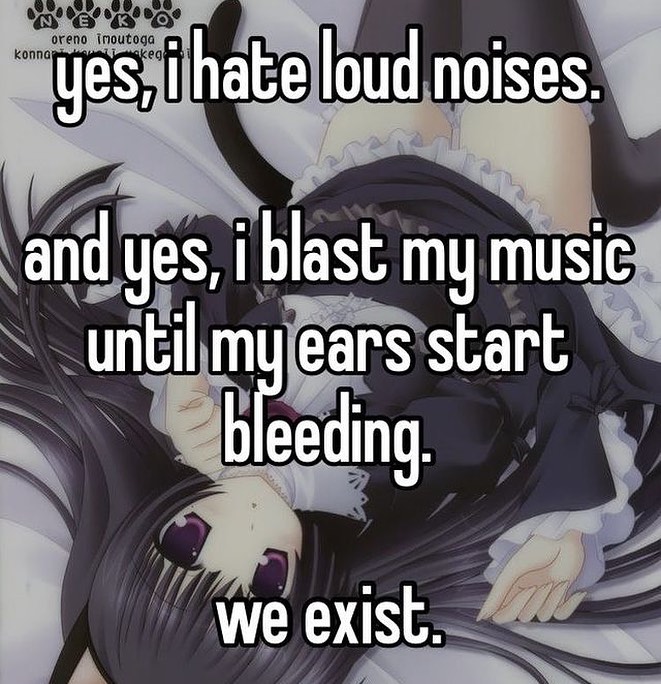 NEKO
oreno imoutoga
yes, i hate loud noises.
and yes, i blast my music
until my ears start
bleeding.
we exist.